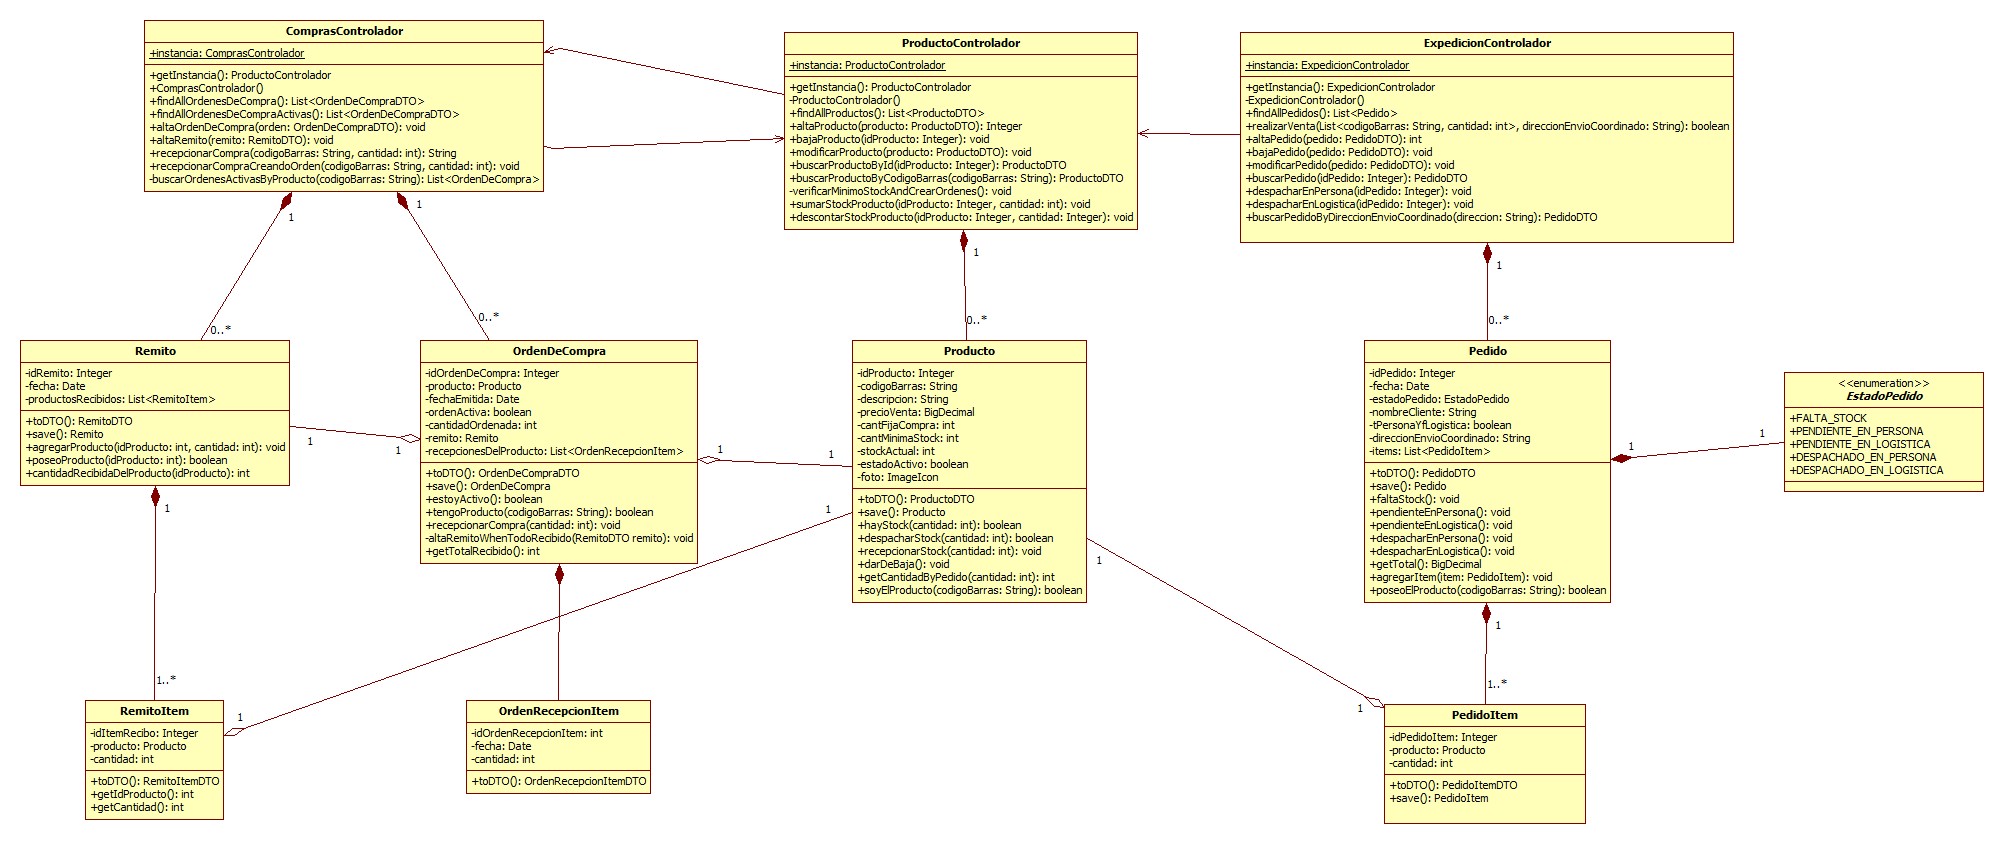 ComprasControlador
+instancia: ComprasControlador
+getInstancia(): ProductoControlador
+ComprasControlador()
+findAllOrdenesDeCompra(): List<OrdenDeCompraDTO>
+findAllOrdenesDeCompraActivas(): List<OrdenDeCompraDTO>
+altaOrdenDeCompra(orden: OrdenDeCompraDTO): void
+altaRemito(remito: RemitoDTO): void
+recepcionarCompra(codigoBarras: String, cantidad: int): String
+recepcionarCompraCreandoOrden(codigoBarras: String, cantidad: int): void
-buscarOrdenesActivasByProducto(codigoBarras: String): List<OrdenDeCompra>
ProductoControlador
+instancia: ProductoControlador
+getInstancia(): ProductoControlador
-ProductoControlador()
+findAllProductos(): List<ProductoDTO>
+altaProducto(producto: ProductoDTO): Integer
+bajaProducto(idProducto: Integer): void
+modificarProducto(producto: ProductoDTO): void
+buscarProductoById(idProducto: Integer): ProductoDTO
+buscarProductoByCodigoBarras(codigoBarras: String): ProductoDTO
-verificarMinimoStockAndCrearOrdenes(): void
+sumarStockProducto(idProducto: Integer, cantidad: int): void
+descontarStockProducto(idProducto: Integer, cantidad: Integer): void
ExpedicionControlador
+instancia: ExpedicionControlador
+getInstancia(): ExpedicionControlador
-ExpedicionControlador()
+findAllPedidos(): List<Pedido>
+realizarVenta(List<codigoBarras: String, cantidad: int>, direccionEnvioCoordinado: String): boolean
+altaPedido(pedido: PedidoDTO): int
+bajaPedido(pedido: PedidoDTO): void
+modificarPedido(pedido: PedidoDTO): void
+buscarPedido(idPedido: Integer): PedidoDTO
+despacharEnPersona(idPedido: Integer): void
+despacharEnLogistica(idPedido: Integer): void
+buscarPedidoByDireccionEnvioCoordinado(direccion: String): PedidoDTO
1
1
1
1
0..*
0..*
0..*
0..*
Remito
-idRemito: Integer
-fecha: Date
-productosRecibidos: List<RemitoItem>
+toDTO(): RemitoDTO
+save(): Remito
+agregarProducto(idProducto: int, cantidad: int): void
+poseoProducto(idProducto: int): boolean
+cantidadRecibidaDelProducto(idProducto): int
1
1
OrdenDeCompra
-idOrdenDeCompra: Integer
-producto: Producto
-fechaEmitida: Date
-ordenActiva: boolean
-cantidadOrdenada: int
-remito: Remito
-recepcionesDelProducto: List<OrdenRecepcionItem>
+toDTO(): OrdenDeCompraDTO
+save(): OrdenDeCompra
+estoyActivo(): boolean
+tengoProducto(codigoBarras: String): boolean
+recepcionarCompra(cantidad: int): void
-altaRemitoWhenTodoRecibido(RemitoDTO remito): void
+getTotalRecibido(): int
1
1
1
Producto
-idProducto: Integer
-codigoBarras: String
-descripcion: String
-precioVenta: BigDecimal
-cantFijaCompra: int
-cantMinimaStock: int
-stockActual: int
-estadoActivo: boolean
-foto: ImageIcon
+toDTO(): ProductoDTO
+save(): Producto
+hayStock(cantidad: int): boolean
+despacharStock(cantidad: int): boolean
+recepcionarStock(cantidad: int): void
+darDeBaja(): void
+getCantidadByPedido(cantidad: int): int
+soyElProducto(codigoBarras: String): boolean
1
Pedido
-idPedido: Integer
-fecha: Date
-estadoPedido: EstadoPedido
-nombreCliente: String
-tPersonaYfLogistica: boolean
-direccionEnvioCoordinado: String
-items: List<PedidoItem>
+toDTO(): PedidoDTO
+save(): Pedido
+faltaStock(): void
+pendienteEnPersona(): void
+pendienteEnLogistica(): void
+despacharEnPersona(): void
+despacharEnLogistica(): void
+getTotal(): BigDecimal
+agregarItem(item: PedidoItem): void
+poseoElProducto(codigoBarras: String): boolean
1
1
<<enumeration>>
EstadoPedido
+FALTA_STOCK
+PENDIENTE_EN_PERSONA
+PENDIENTE_EN_LOGISTICA
+DESPACHADO_EN_PERSONA
+DESPACHADO_EN_LOGISTICA
1
1
1..*
1..*
RemitoItem
-idItemRecibo: Integer
-producto: Producto
-cantidad: int
+toDTO(): RemitoItemDTO
+getIdProducto(): int
+getCantidad(): int
1
OrdenRecepcionItem
-idOrdenRecepcionItem: int
-fecha: Date
-cantidad: int
+toDTO(): OrdenRecepcionItemDTO
1
PedidoItem
-idPedidoItem: Integer
-producto: Producto
-cantidad: int
+toDTO(): PedidoItemDTO
+save(): PedidoItem